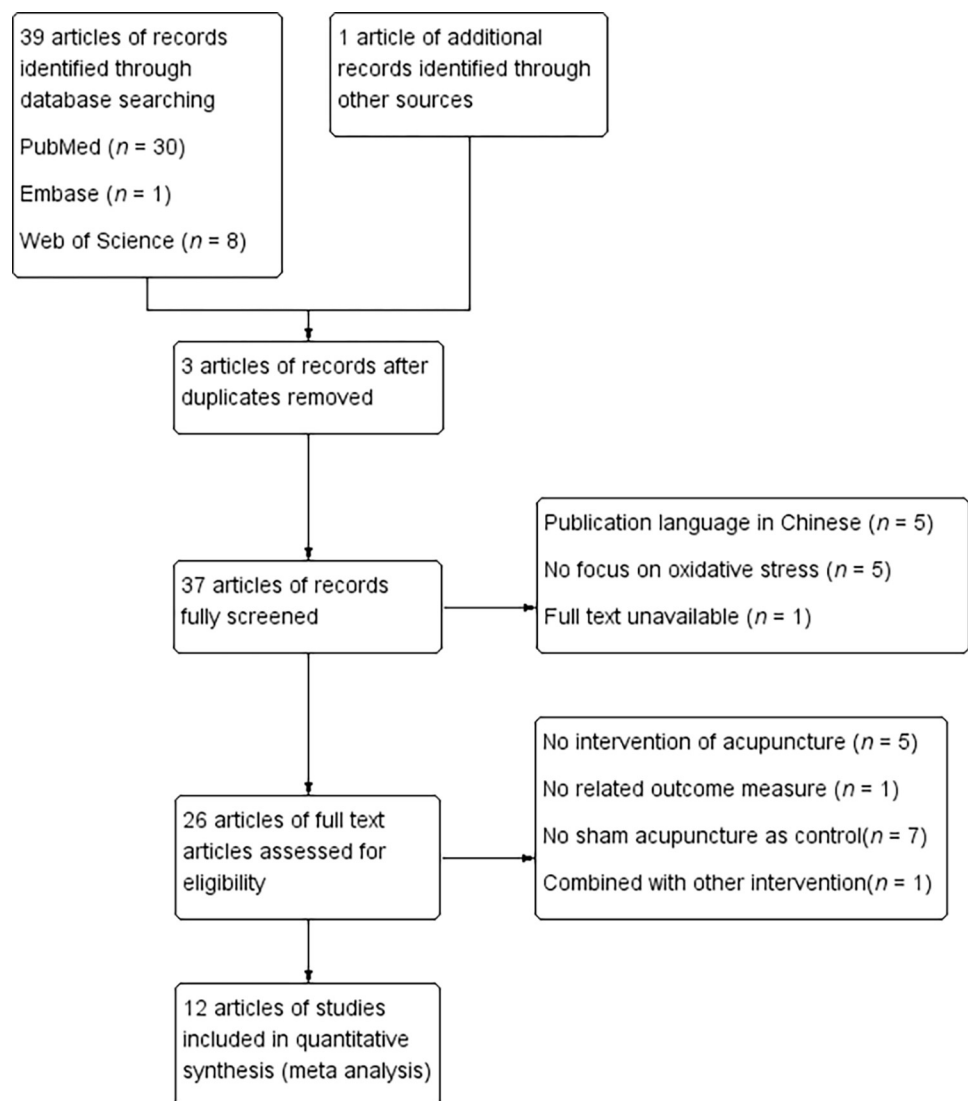 39 articles of records
identified through
database searching
PubMed (n = 30)
Embase (n = 1)
Web of Science (n = 8)
1 article of additional
records identified through
other sources
3 articles of records after
duplicates removed
37 articles of records
fully screened
Publication language in Chinese (n = 5)
No focus on oxidative stress (n = 5)
Full text unavailable (n = 1)
26 articles of full text
articles assessed for
eligibility
No intervention of acupuncture (n = 5)
No related outcome measure (n = 1)
No sham acupuncture as control(n = 7)
Combined with other intervention(n = 1)
12 articles of studies
included in quantitative
synthesis (meta analysis)